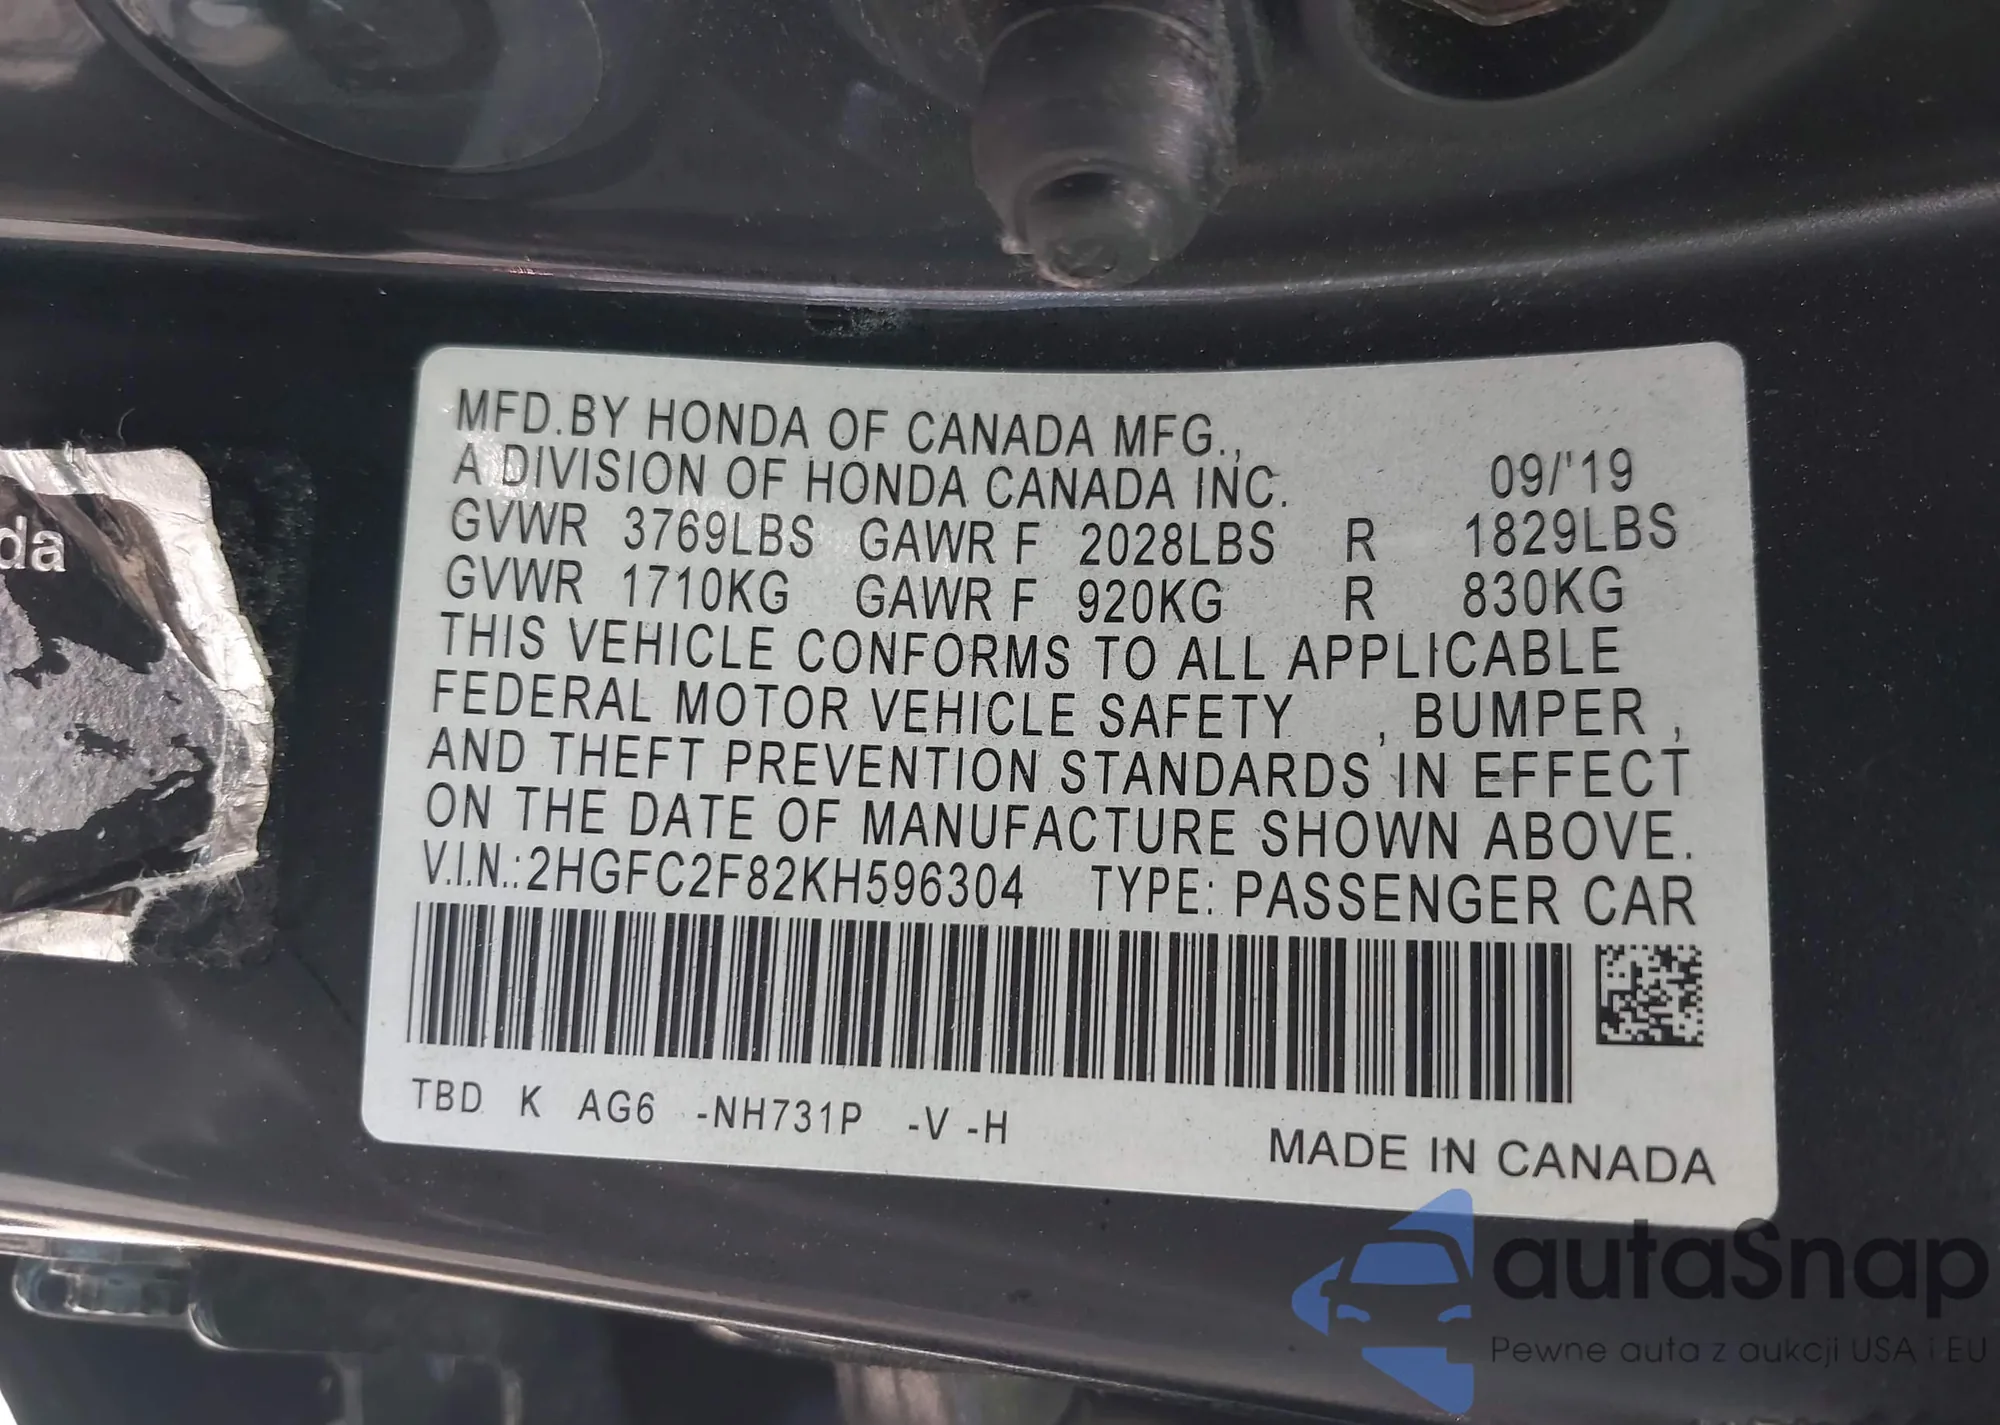 MFD.BY HONDA OF CANADA MFG.,
A DIVISION OF HONDA CANADA INC. 09/'19
GVWR 3769LBS GAWR F 2028LBS R 1829LBS
GVWR 1710KG GAWR F 920KG R 830KG
THIS VEHICLE CONFORMS TO ALL APPLICABLE
FEDERAL MOTOR VEHICLE SAFETY , BUMPER ,
AND THEFT PREVENTION STANDARDS IN EFFECT
ON THE DATE OF MANUFACTURE SHOWN ABOVE.
V.I.N.:2HGFC2F82KH596304 TYPE: PASSENGER CAR
TBD K AG6 -NH731P -V -H
MADE IN CANADA
da
autaSnap
Pewne auta z aukcji USA i EU